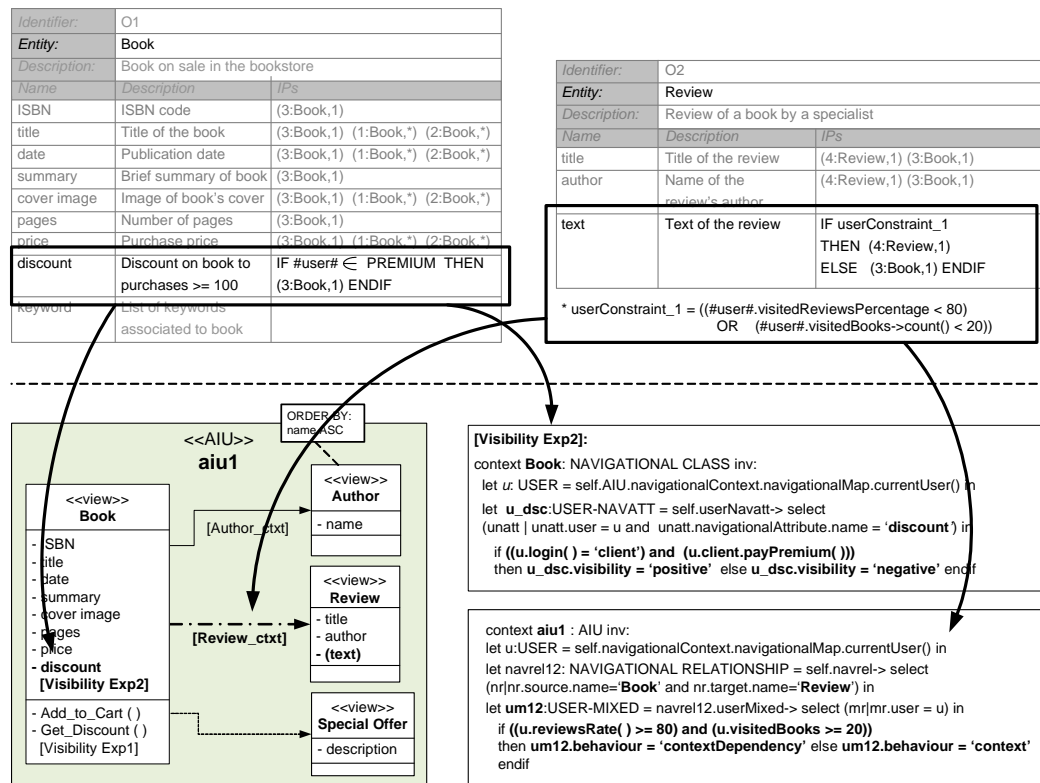 Identifier: O1
Entity: Book
Description: Book on sale in the bookstore
Name Description IPs
ISBN ISBN code (3:Book,1)
title Title of the book (3:Book,1) (1:Book,*) (2:Book,*)
date Publication date (3:Book,1) (1:Book,*) (2:Book,*)
summary Brief summary of book (3:Book,1)
cover image Image of book's cover (3:Book,1) (1:Book,*) (2:Book,*)
pages Number of pages (3:Book,1)
price Purchase price (3:Book,1) (1:Book,*) (2:Book,*)
discount Discount on book to IF #user# ∈ PREMIUM THEN
purchases >= 100 (3:Book,1) ENDIF
keyword List of keywords
associated to book
Identifier: O2
Entity: Review
Description: Review of a book by a specialist
Name Description IPs
title Title of the review (4:Review,1) (3:Book,1)
author Name of the (4:Review,1) (3:Book,1)
review's author
text Text of the review IF userConstraint_1
THEN (4:Review,1)
ELSE (3:Book,1) ENDIF
* userConstraint_1 = ((#user#.visitedReviewsPercentage < 80)
OR (#user#.visitedBooks->count() < 20))
<<AIU>>
aiu1
ORDER BY:
name ASC
<<view>>
Book
- ISBN
- title
- date
- summary
- cover image
- pages
- price
- discount
[Visibility Exp2]
- Add_to_Cart ( )
- Get_Discount ( )
[Visibility Exp1]
[Author_ctxt]
<<view>>
Author
- name
[Review_ctxt]
<<view>>
Review
- title
- author
- (text)
<<view>>
Special Offer
- description
[Visibility Exp2]:
context Book: NAVIGATIONAL CLASS inv:
let u: USER = self.AIU.navigationalContext.navigationalMap.currentUser() in
let u_dsc:USER-NAVATT = self.userNavatt-> select
(unatt | unatt.user = u and unatt.navigationalAttribute.name = 'discount') in
if ((u.login( ) = 'client') and (u.client.payPremium( )))
then u_dsc.visibility = 'positive' else u_dsc.visibility = 'negative' endif
context aiu1 : AIU inv:
let u:USER = self.navigationalContext.navigationalMap.currentUser() in
let navrel12: NAVIGATIONAL RELATIONSHIP = self.navrel-> select
(nr|nr.source.name='Book' and nr.target.name='Review') in
let um12:USER-MIXED = navrel12.userMixed-> select (mr|mr.user = u) in
if ((u.reviewsRate( ) >= 80) and (u.visitedBooks >= 20))
then um12.behaviour = 'contextDependency' else um12.behaviour = 'context'
endif